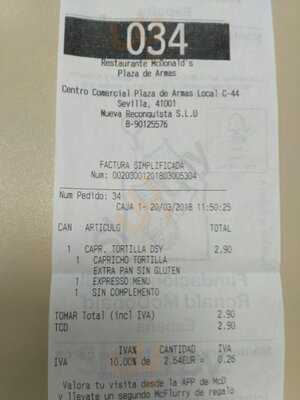 034
Restaurante McDonald's
Plaza de Armas
Centro Comercial Plaza de Armas Local C-44
Sevilla, 41001
Nueva Reconquista S.L.U
B-90125576
FACTURA SIMPLIFICADA
Num: 00203001201803005304
Num Pedido: 34
CAJA 1- 20/03/2018 11:50:25
CAN ARTICULO TOTAL
1 CAPR. TORTILLA DSY 2.90
1 CAPRICHO TORTILLA
EXTRA PAN SIN GLUTEN
1 EXPRESSO MENU
1 SIN COMPLEMENTO
TOMAR Total (incl IVA) 2.90
TCD 2.90
IVA% CANTIDAD IVA
IVA 10.00% de 2.64EUR = 0.26
Valora tu visita desde la APP de McD
y llevate un segundo McFlurry de regalo